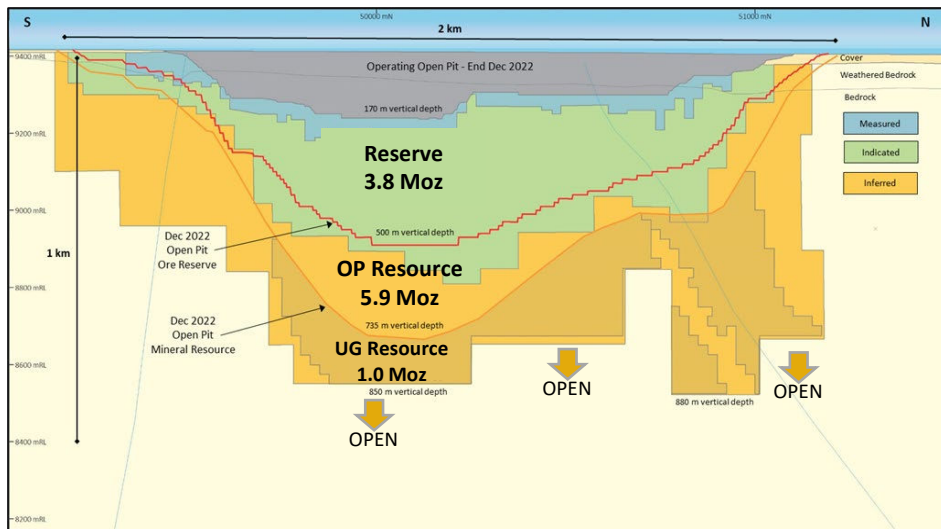 S
50000 mN
51000 mN
N
2 km
9400 mRL
Cover
Operating Open Pit - End Dec 2022
Weathered Bedrock
Bedrock
170 m vertical depth
Measured
9200 mRL
Indicated
Reserve
3.8 Moz
Inferred
9000 mRL
500 m vertical depth
Dec 2022
Open Pit
Ore Reserve
1 km
OP Resource
5.9 Moz
8800 mRL
Dec 2022
Open Pit
Mineral Resource
735 m vertical depth
UG Resource
1.0 Moz
8600 mRL
850 m vertical depth
OPEN
OPEN
880 m vertical depth
OPEN
8400 mRL
8200 mRL